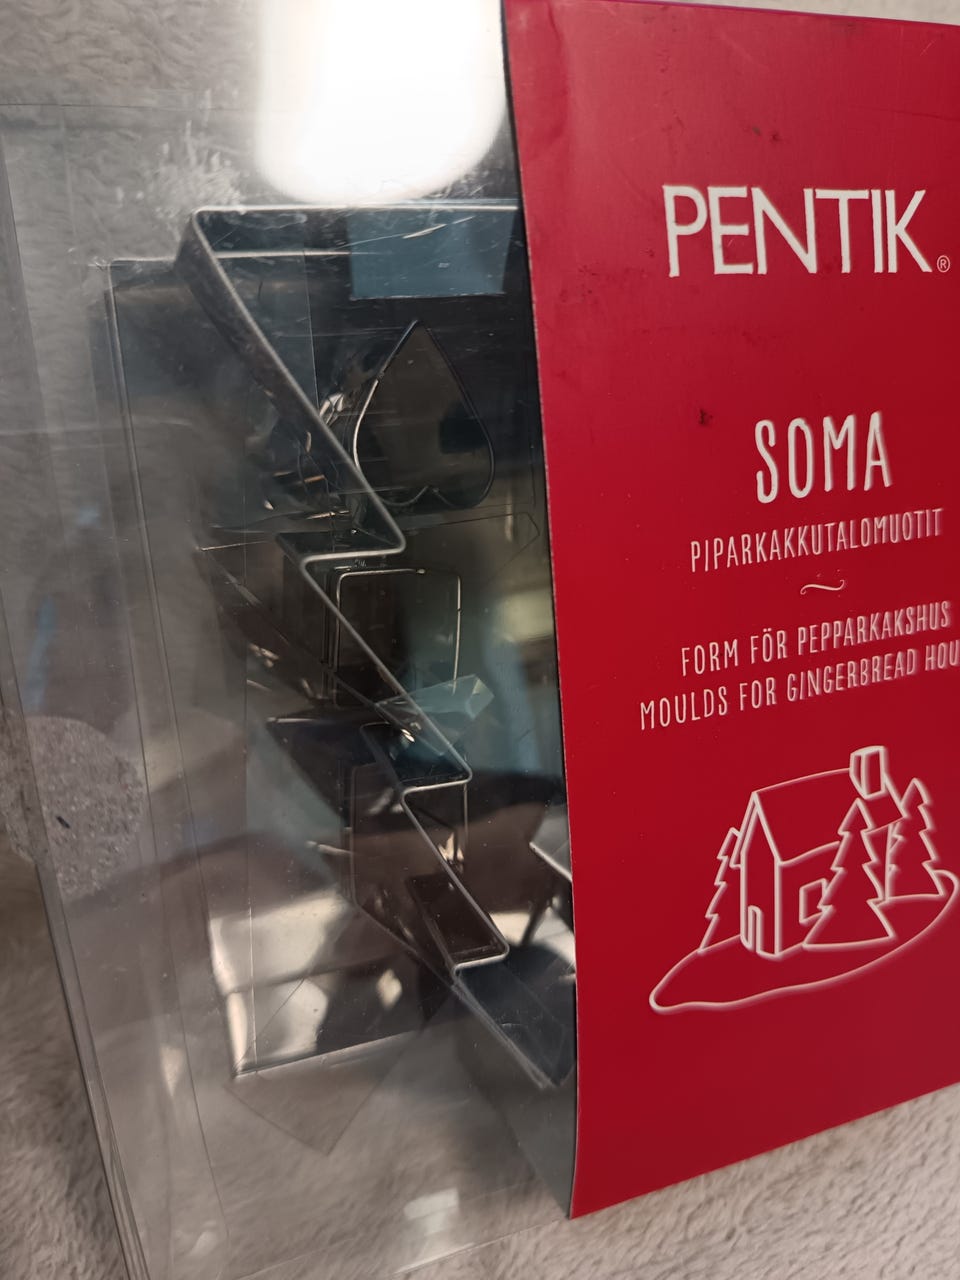 PENTIK®
SOMA
PIPARKAKKUTALOMUOTIT
FORM FÖR PEPPARKAKSHUS
MOULDS FOR GINGERBREAD HOU